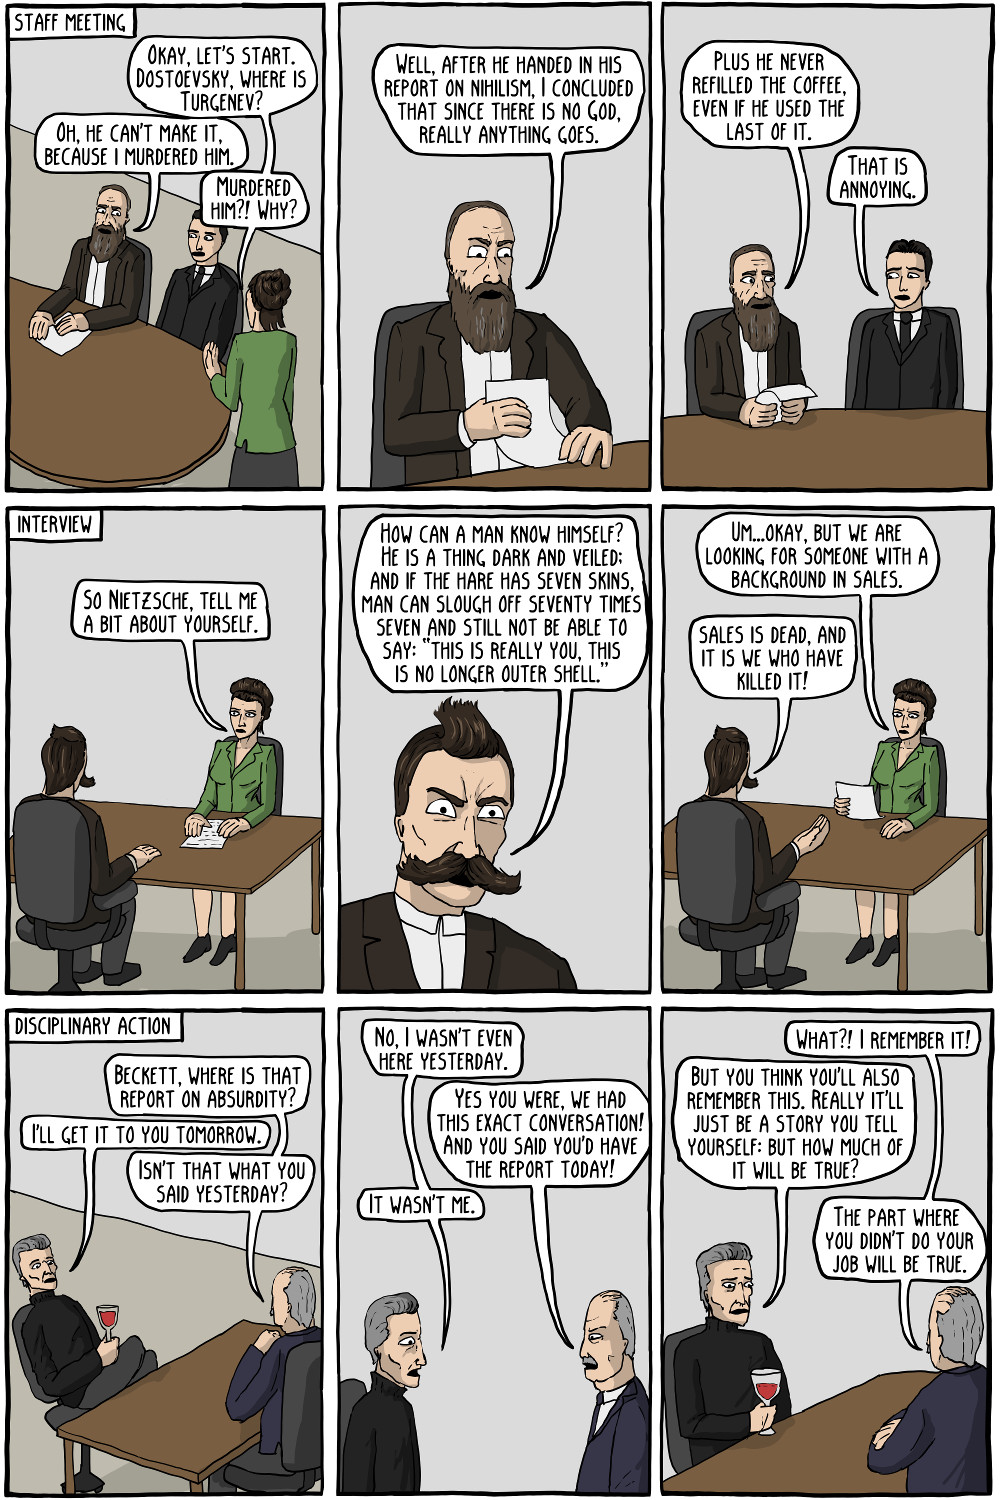 STAFF MEETING
OKAY, LET'S START.
DOSTOEVSKY, WHERE IS
TURGENEV?
OH, HE CAN'T MAKE IT,
BECAUSE I MURDERED HIM.
MURDERED
HIM?! WHY?
WELL, AFTER HE HANDED IN HIS
REPORT ON NIHILISM, I CONCLUDED
THAT SINCE THERE IS NO GOD,
REALLY ANYTHING GOES.
PLUS HE NEVER
REFILLED THE COFFEE,
EVEN IF HE USED THE
LAST OF IT.
THAT IS
ANNOYING.
INTERVIEW
SO NIETZSCHE, TELL ME
A BIT ABOUT YOURSELF.
HOW CAN A MAN KNOW HIMSELF?
HE IS A THING DARK AND VEILED;
AND IF THE HARE HAS SEVEN SKINS,
MAN CAN SLOUGH OFF SEVENTY TIMES
SEVEN AND STILL NOT BE ABLE TO
SAY: "THIS IS REALLY YOU, THIS
IS NO LONGER OUTER SHELL."
UM...OKAY, BUT WE ARE
LOOKING FOR SOMEONE WITH A
BACKGROUND IN SALES.
SALES IS DEAD, AND
IT IS WE WHO HAVE
KILLED IT!
DISCIPLINARY ACTION
BECKETT, WHERE IS THAT
REPORT ON ABSURDITY?
I'LL GET IT TO YOU TOMORROW.
ISN'T THAT WHAT YOU
SAID YESTERDAY?
NO, I WASN'T EVEN
HERE YESTERDAY.
YES YOU WERE, WE HAD
THIS EXACT CONVERSATION!
AND YOU SAID YOU'D HAVE
THE REPORT TODAY!
IT WASN'T ME.
WHAT?! I REMEMBER IT!
BUT YOU THINK YOU'LL ALSO
REMEMBER THIS. REALLY IT'LL
JUST BE A STORY YOU TELL
YOURSELF: BUT HOW MUCH OF
IT WILL BE TRUE?
THE PART WHERE
YOU DIDN'T DO YOUR
JOB WILL BE TRUE.